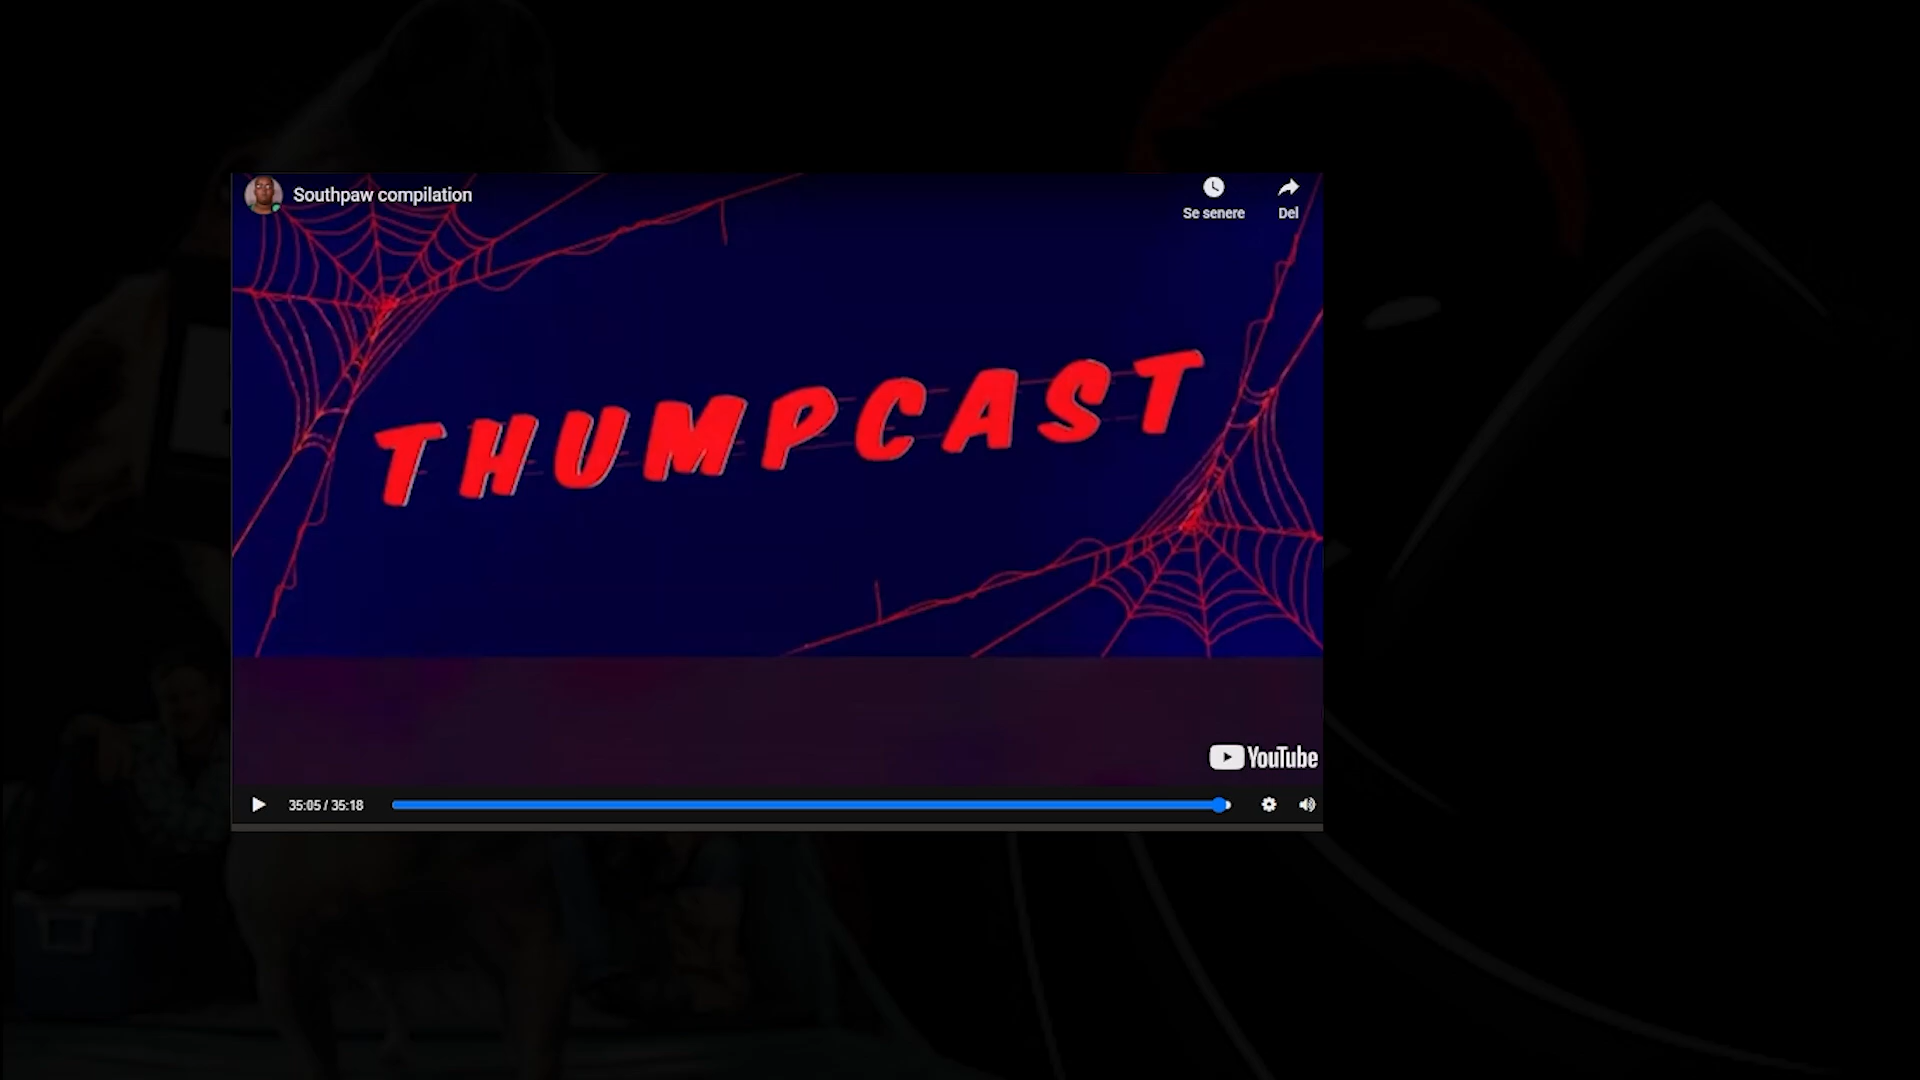 Southpaw compilation
Se senere
Del
THUMPCAST
YouTube
35:05 / 35:18